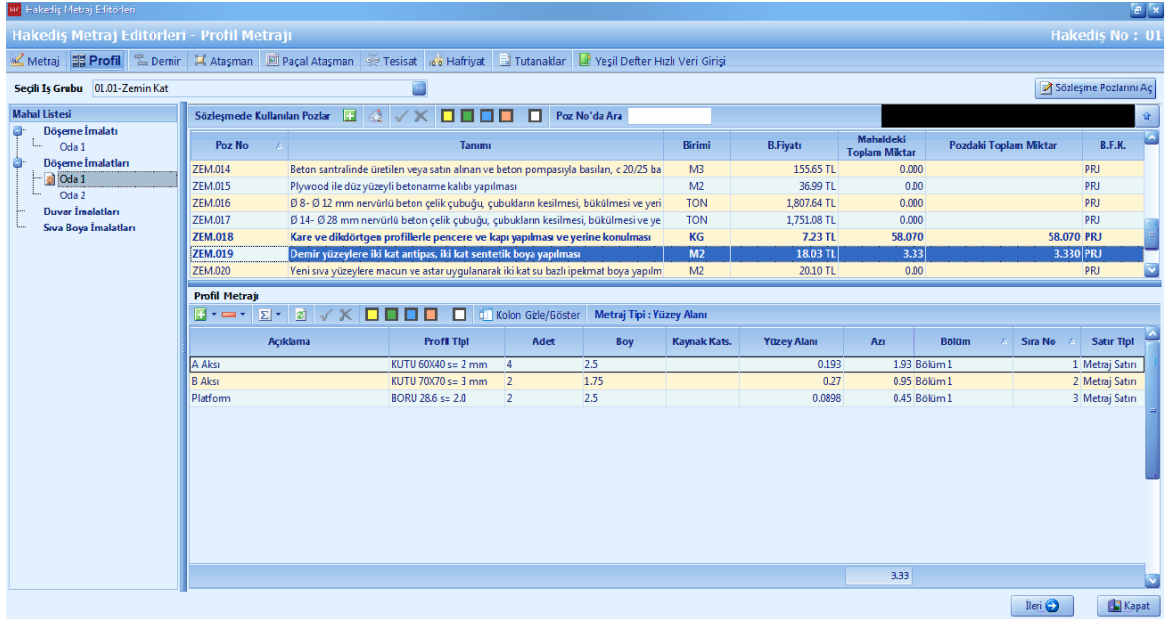 Hakediş Metraj Editörleri
Hakediş Metraj Editörleri - Profil Metrajı Hakediş No : 01
Metraj Profil Demir Ataşman Paçal Ataşman Tesisat Hafriyat Tutanaklar Yeşil Defter Hızlı Veri Girişi
Seçili İş Grubu 01.01-Zemin Kat Sözleşme Pozlarını Aç
Mahal Listesi
Döşeme İmalatı
Oda 1
Döşeme İmalatları
Oda 1
Oda 2
Duvar İmalatları
Sıva Boya İmalatları
Sözleşmede Kullanılan Pozlar Poz No'da Ara
Poz No Tanımı Birimi B.Fiyatı Mahaldeki Toplam Miktar Pozdaki Toplam Miktar B.F.K.
ZEM.014 Beton santralinde üretilen veya satın alınan ve beton pompasıyla basılan, c 20/25 ba M3 155.65 TL 0.000 PRJ
ZEM.015 Plywood ile düz yüzeyli betonarme kalıbı yapılması M2 36.99 TL 0.00 PRJ
ZEM.016 Ø 8- Ø 12 mm nervürlü beton çelik çubuğu, çubukların kesilmesi, bükülmesi ve yeri TON 1,807.64 TL 0.000 PRJ
ZEM.017 Ø 14- Ø 28 mm nervürlü beton çelik çubuğu, çubukların kesilmesi, bükülmesi ve ye TON 1,751.08 TL 0.000 PRJ
ZEM.018 Kare ve dikdörtgen profillerle pencere ve kapı yapılması ve yerine konulması KG 7.23 TL 58.070 58.070 PRJ
ZEM.019 Demir yüzeylere iki kat antipas, iki kat sentetik boya yapılması M2 18.03 TL 3.33 3.330 PRJ
ZEM.020 Yeni sıva yüzeylere macun ve astar uygulanarak iki kat su bazlı ipekmat boya yapılm M2 20.10 TL 0.00 PRJ
Profil Metrajı
Kolon Gizle/Göster Metraj Tipi : Yüzey Alanı
Açıklama Profil Tipi Adet Boy Kaynak Kats. Yüzey Alanı Azı Bölüm Sıra No Satır Tipi
A Aksı KUTU 60X40 s= 2 mm 4 2.5 0.193 1.93 Bölüm 1 1 Metraj Satırı
B Aksı KUTU 70X70 s= 3 mm 2 1.75 0.27 0.95 Bölüm 1 2 Metraj Satırı
Platform BORU 28.6 s= 2.0 2 2.5 0.0898 0.45 Bölüm 1 3 Metraj Satırı
3.33
İleri Kapat